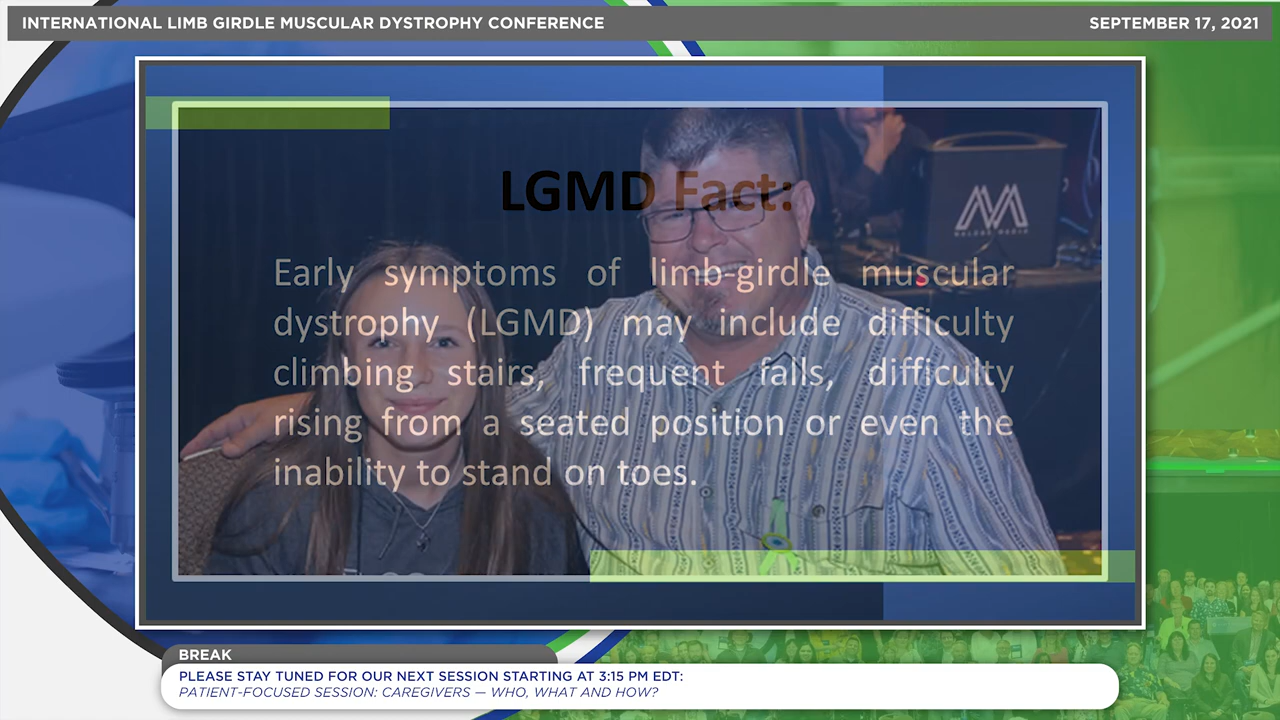 INTERNATIONAL LIMB GIRDLE MUSCULAR DYSTROPHY CONFERENCE
SEPTEMBER 17, 2021
LGMD Fact:
Early symptoms of limb-girdle muscular
dystrophy (LGMD) may include difficulty
climbing stairs, frequent falls, difficulty
rising from a seated position or even the
inability to stand on toes.
BREAK
PLEASE STAY TUNED FOR OUR NEXT SESSION STARTING AT 3:15 PM EDT:
PATIENT-FOCUSED SESSION: CAREGIVERS — WHO, WHAT AND HOW?